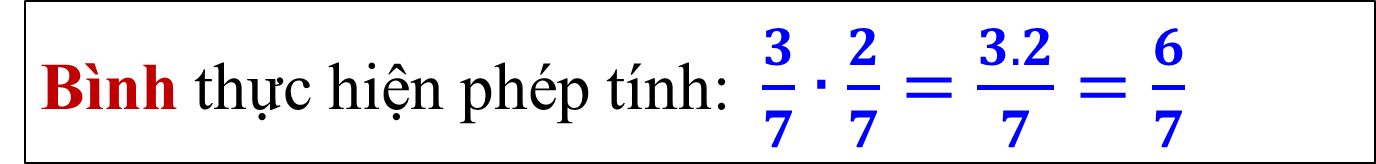 Bình thực hiện phép tính: 3/7 · 2/7 = 3.2/7 = 6/7